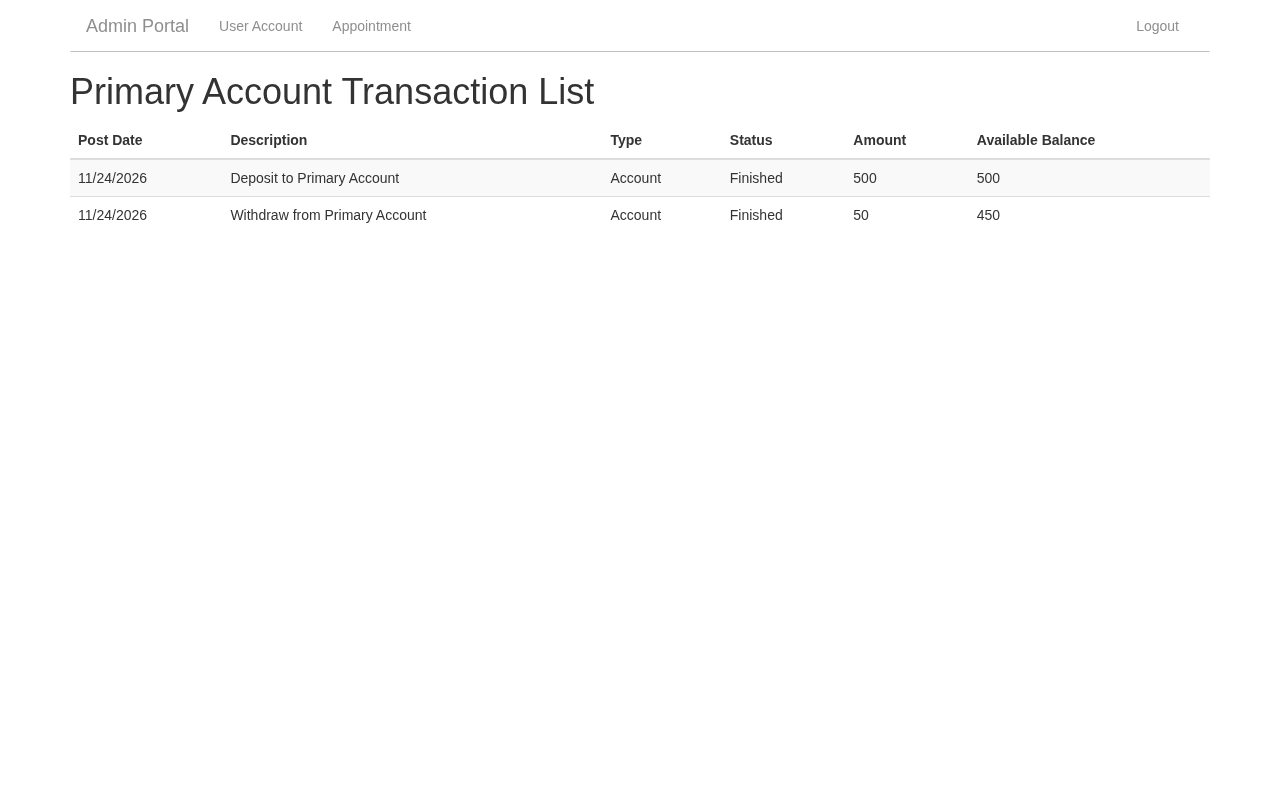 Admin Portal User Account Appointment Logout
Primary Account Transaction List
Post Date Description Type Status Amount Available Balance
11/24/2026 Deposit to Primary Account Account Finished 500 500
11/24/2026 Withdraw from Primary Account Account Finished 50 450